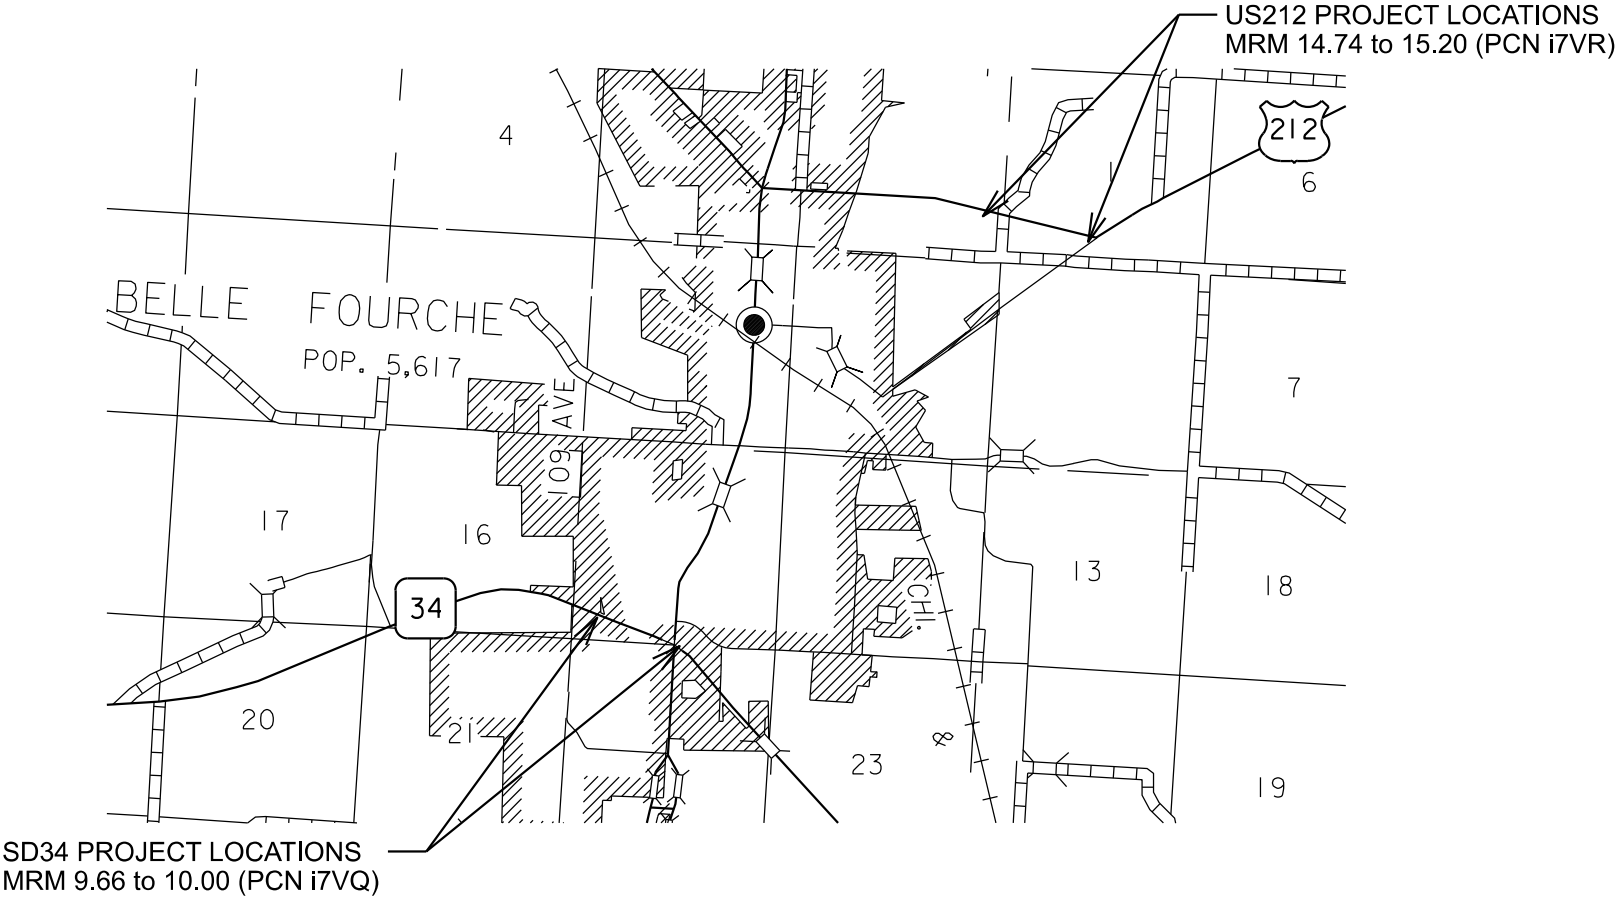 US212 PROJECT LOCATIONS
MRM 14.74 to 15.20 (PCN i7VR)
212
4
6
BELLE FOURCHE
POP. 5,617
7
109 AVE
17
16
13
18
34
CHI.
20
21
23
&
19
SD34 PROJECT LOCATIONS
MRM 9.66 to 10.00 (PCN i7VQ)